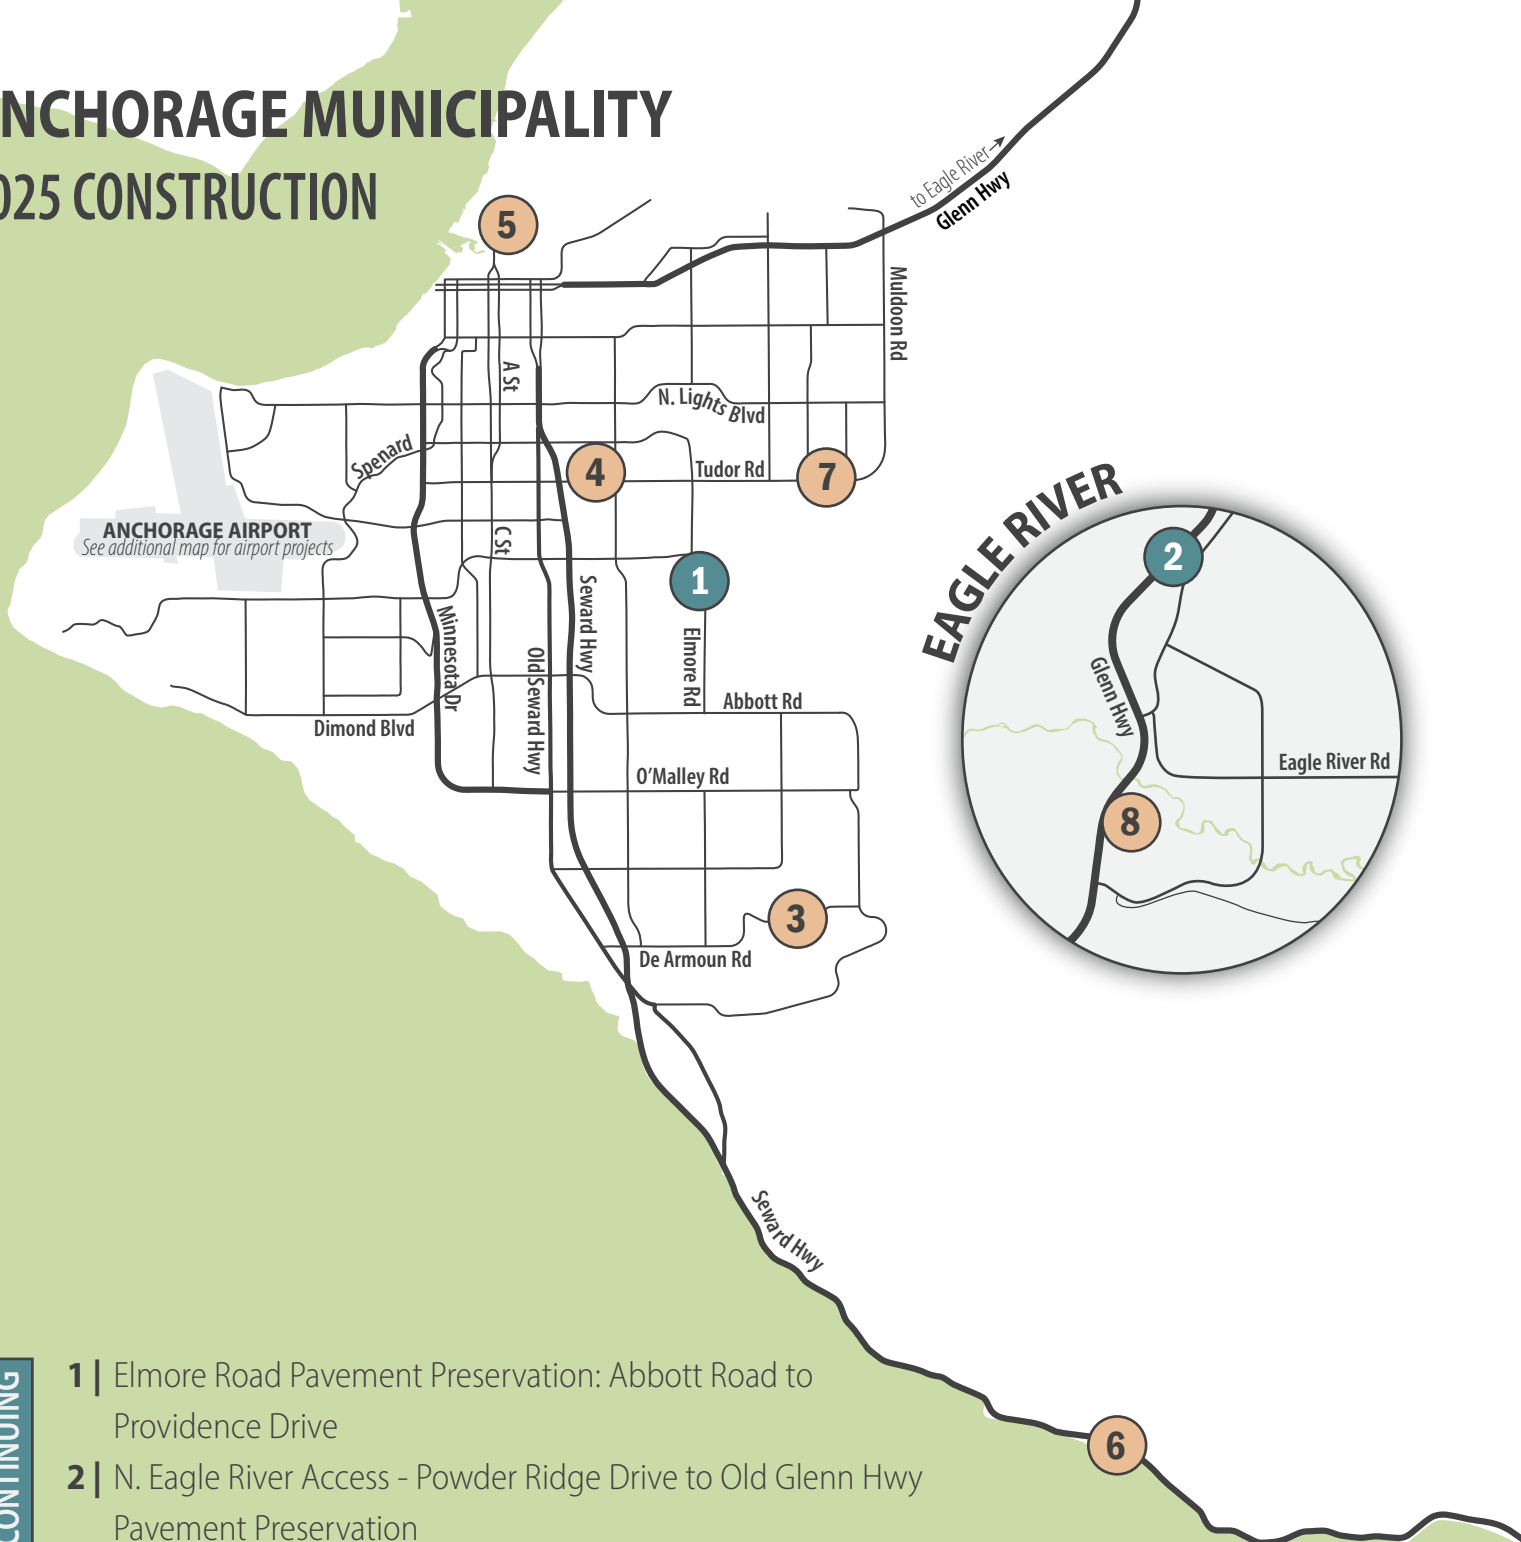 NCHORAGE MUNICIPALITY
025 CONSTRUCTION
5
to Eagle River
Glenn Hwy
Muldoon Rd
A St
N. Lights Blvd
Spenard
4
Tudor Rd
7
ANCHORAGE AIRPORT
See additional map for airport projects
C St
1
Seward Hwy
Minnesota Dr
Old Seward Hwy
Elmore Rd
Abbott Rd
Dimond Blvd
O'Malley Rd
3
De Armoun Rd
EAGLE RIVER
2
Glenn Hwy
Eagle River Rd
8
Seward Hwy
6
CONTINUING
1 | Elmore Road Pavement Preservation: Abbott Road to
Providence Drive
2 | N. Eagle River Access - Powder Ridge Drive to Old Glenn Hwy
Pavement Preservation